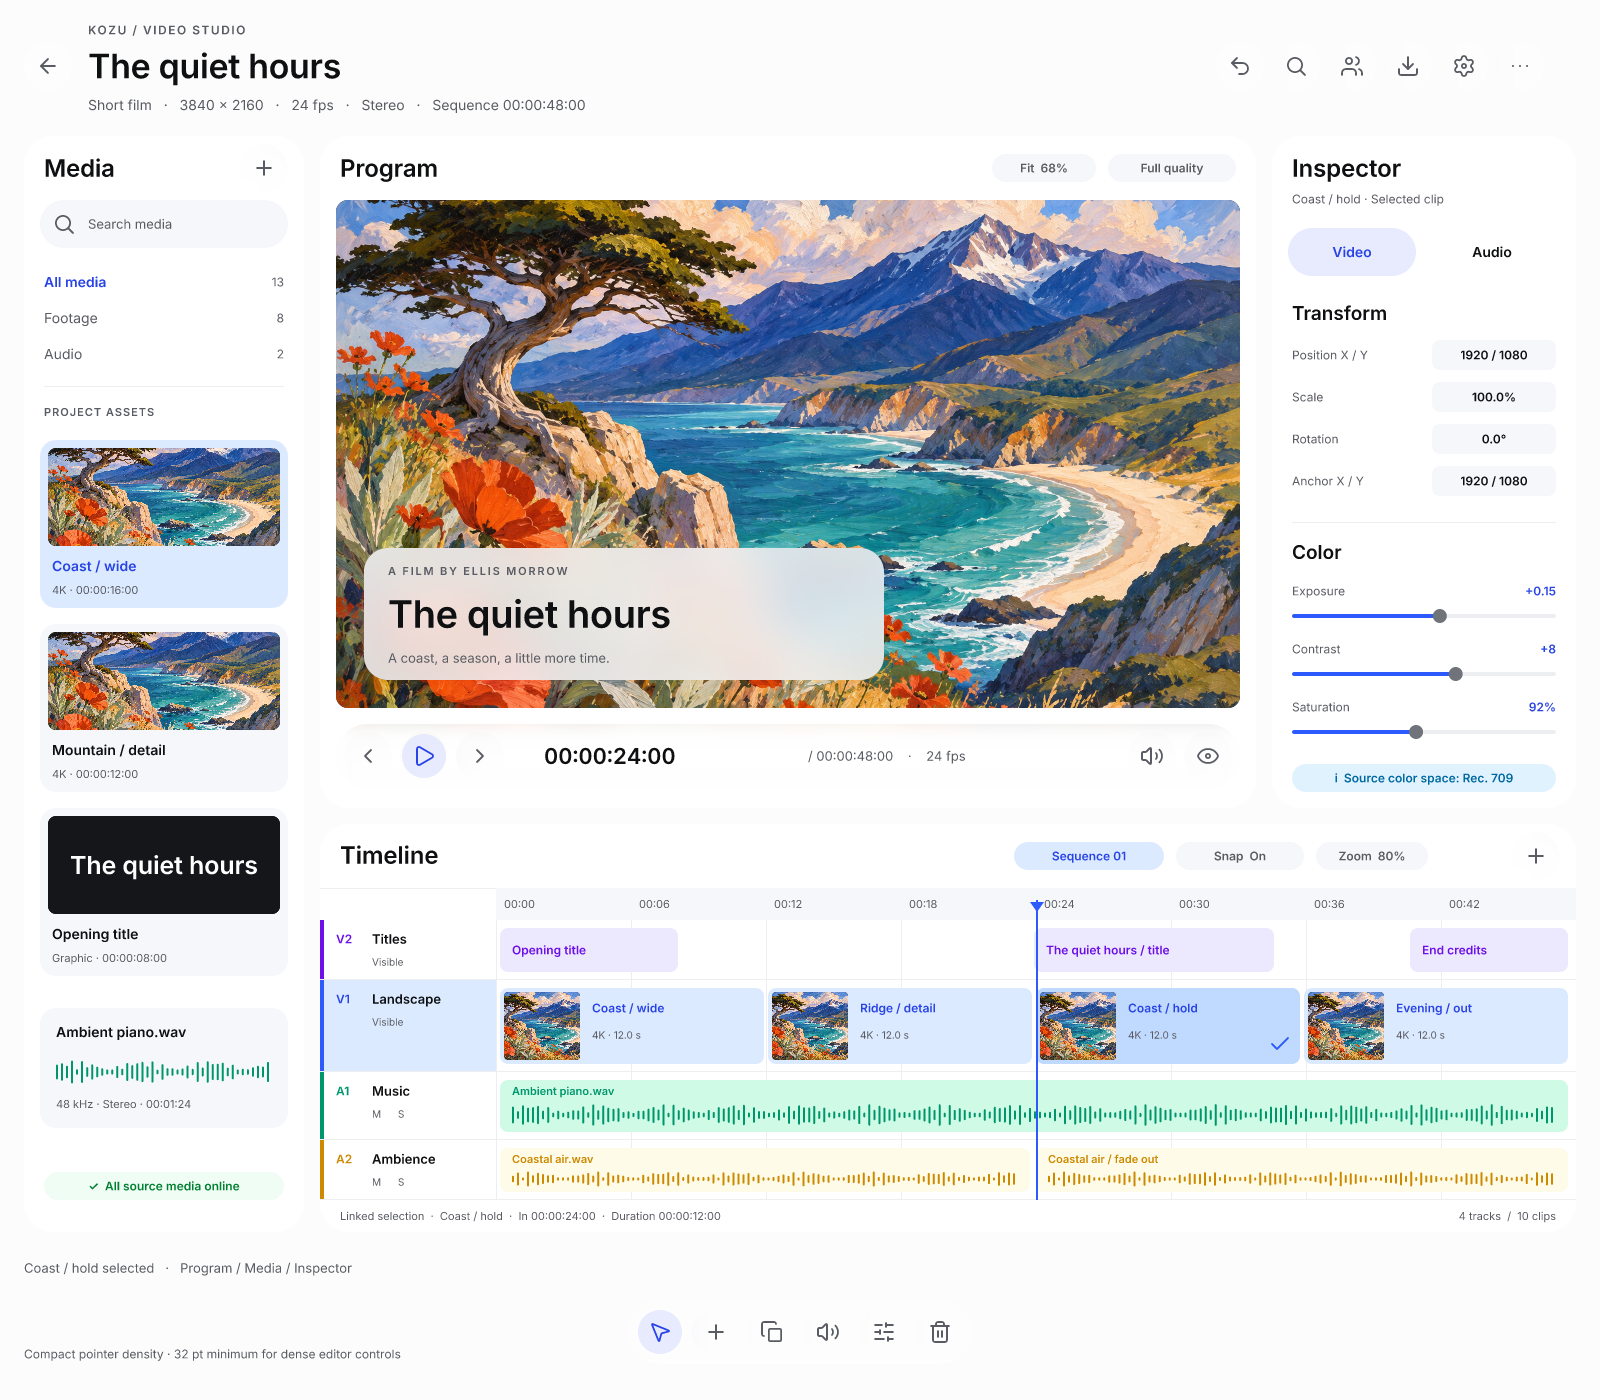 KOZU / VIDEO STUDIO
The quiet hours
Short film · 3840 × 2160 · 24 fps · Stereo · Sequence 00:00:48:00
Media
Search media
All media 13
Footage 8
Audio 2
PROJECT ASSETS
Coast / wide
4K · 00:00:16:00
Mountain / detail
4K · 00:00:12:00
The quiet hours
Opening title
Graphic · 00:00:08:00
Ambient piano.wav
48 kHz · Stereo · 00:01:24
✓ All source media online
Program
Fit 68%
Full quality
A FILM BY ELLIS MORROW
The quiet hours
A coast, a season, a little more time.
00:00:24:00
/ 00:00:48:00 · 24 fps
Inspector
Coast / hold · Selected clip
Video
Audio
Transform
Position X / Y 1920 / 1080
Scale 100.0%
Rotation 0.0°
Anchor X / Y 1920 / 1080
Color
Exposure +0.15
Contrast +8
Saturation 92%
i Source color space: Rec. 709
Timeline
Sequence 01
Snap On
Zoom 80%
00:00 00:06 00:12 00:18 00:24 00:30 00:36 00:42
V2 Titles
Visible
Opening title
The quiet hours / title
End credits
V1 Landscape
Visible
Coast / wide
4K · 12.0 s
Ridge / detail
4K · 12.0 s
Coast / hold
4K · 12.0 s
Evening / out
4K · 12.0 s
A1 Music
M S
Ambient piano.wav
A2 Ambience
M S
Coastal air.wav
Coastal air / fade out
Linked selection · Coast / hold · In 00:00:24:00 · Duration 00:00:12:00
4 tracks / 10 clips
Coast / hold selected · Program / Media / Inspector
Compact pointer density · 32 pt minimum for dense editor controls